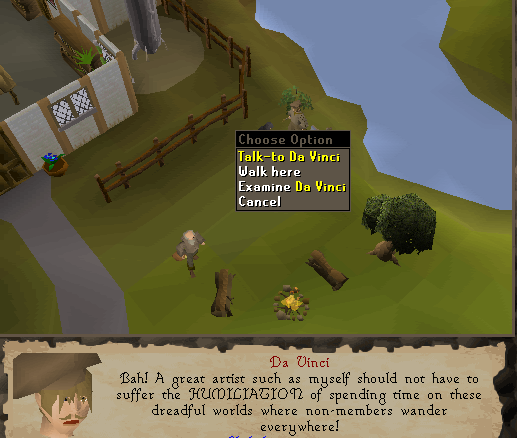 Choose Option
Talk-to Da Vinci
Walk here
Examine Da Vinci
Cancel
Da Vinci
Bah! A great artist such as myself should not have to
suffer the HUMILIATION of spending time on these
dreadful worlds where non-members wander
everywhere!